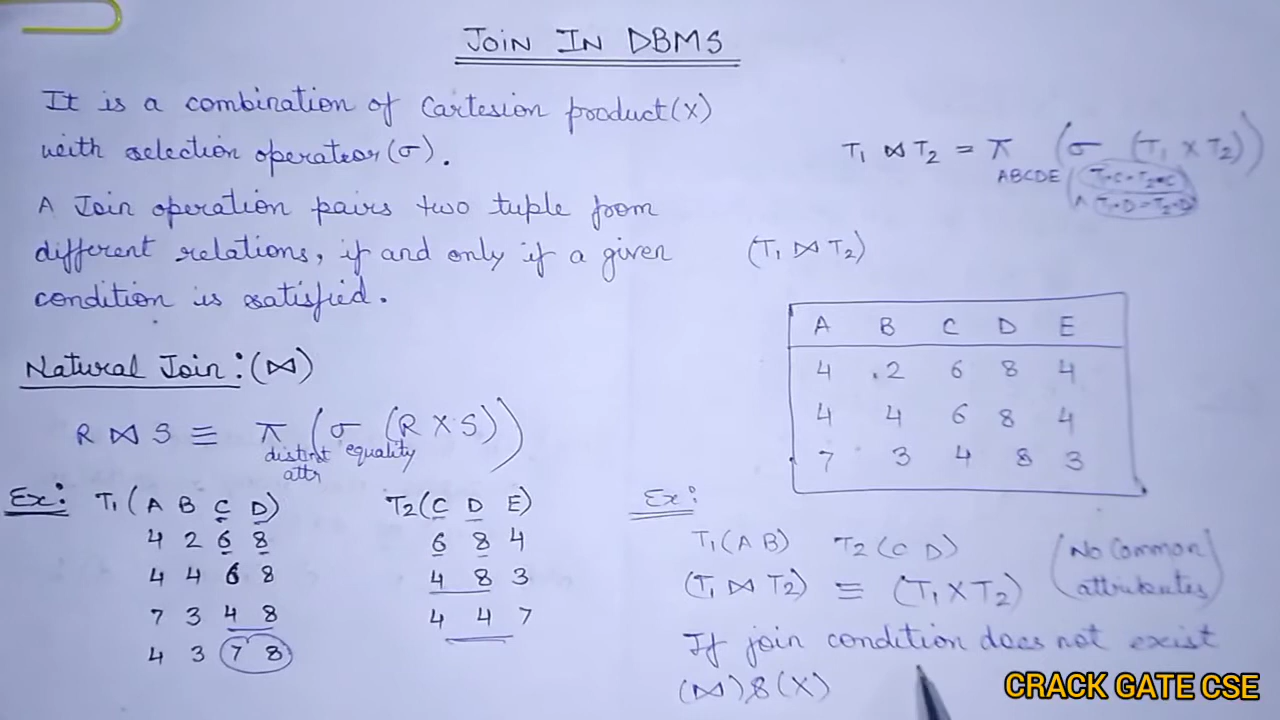 JOIN IN DBMS
It is a combination of Cartesion product(X)
with selection operator(σ).
A Join operation pairs two tuple from
different relations, if and only if a given
condition is satisfied.
Natural Join: (⋈)
R ⋈ S ≡ π (σ (R X S))
distinct equality
attr
Ex: T1 ( A B C D )
4 2 6 8
4 4 6 8
7 3 4 8
4 3 7 8
T2 ( C D E )
6 8 4
4 8 3
4 4 7
T1 ⋈ T2 = π (σ (T1 X T2))
ABCDE T1.C = T2.C
∧ T1.D = T2.D
(T1 ⋈ T2)
A B C D E
4 2 6 8 4
4 4 6 8 4
7 3 4 8 3
Ex:
T1(A B) T2(C D) (No Common
(T1 ⋈ T2) ≡ (T1 X T2) attributes)
If join condition does not exist
(⋈) & (X)
CRACK GATE CSE